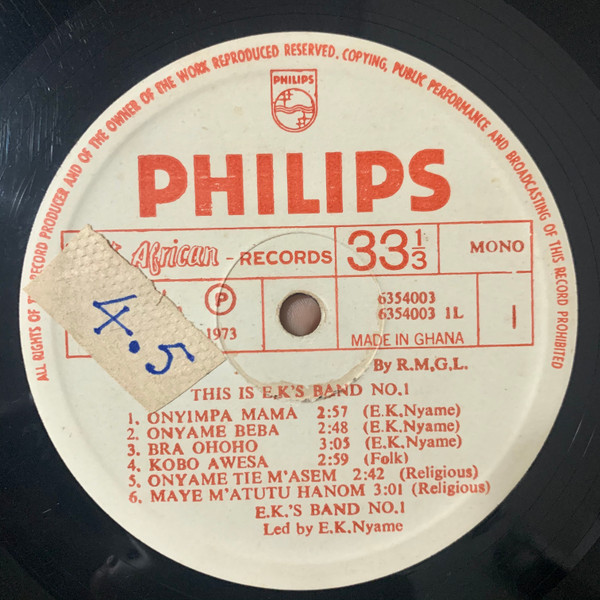 ALL RIGHTS OF THE RECORD PRODUCER AND OF THE OWNER OF THE WORK REPRODUCED RESERVED. COPYING, PUBLIC PERFORMANCE AND BROADCASTING OF THIS RECORD PROHIBITED
PHILIPS
PHILIPS
African - RECORDS
33 1/3
MONO
℗
1973
6354003
6354003 1L
1
MADE IN GHANA
4.5
By R.M.G.L.
THIS IS E.K'S BAND NO.1
1. ONYIMPA MAMA 2:57 (E.K.Nyame)
2. ONYAME BEBA 2:48 (E.K.Nyame)
3. BRA OHOHO 3:05 (E.K.Nyame)
4. KOBO AWESA 2:59 (Folk)
5. ONYAME TIE M'ASEM 2:42 (Religious)
6. MAYE M'ATUTU HANOM 3:01 (Religious)
E.K.'S BAND NO.1
Led by E.K.Nyame